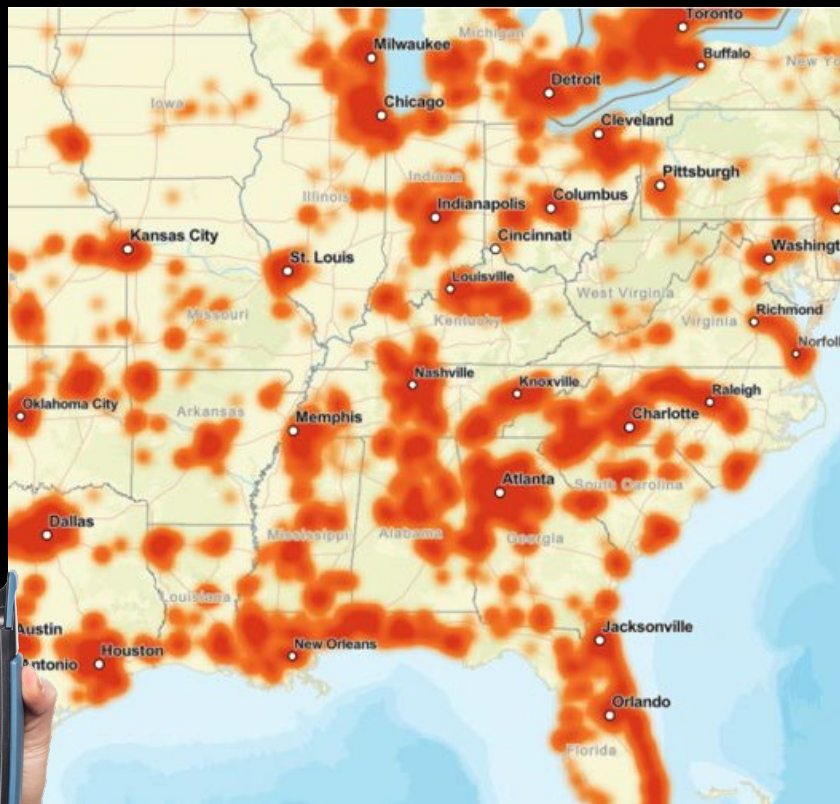 Toronto
Michigan
Milwaukee
Buffalo
New Yo
Detroit
Iowa
Chicago
Cleveland
Pittsburgh
Indiana
Illinois
Columbus
Indianapolis
Cincinnati
Kansas City
Washingt
St. Louis
Louisville
West Virginia
Richmond
Missouri
Kentucky
Virginia
Norfol
Nashville
Knoxville
Raleigh
Oklahoma City
Arkansas
Memphis
Charlotte
Atlanta
South Carolina
Dallas
Mississippi
Alabama
Georgia
Louisiana
Austin
Jacksonville
New Orleans
Houston
Antonio
Orlando
Florida